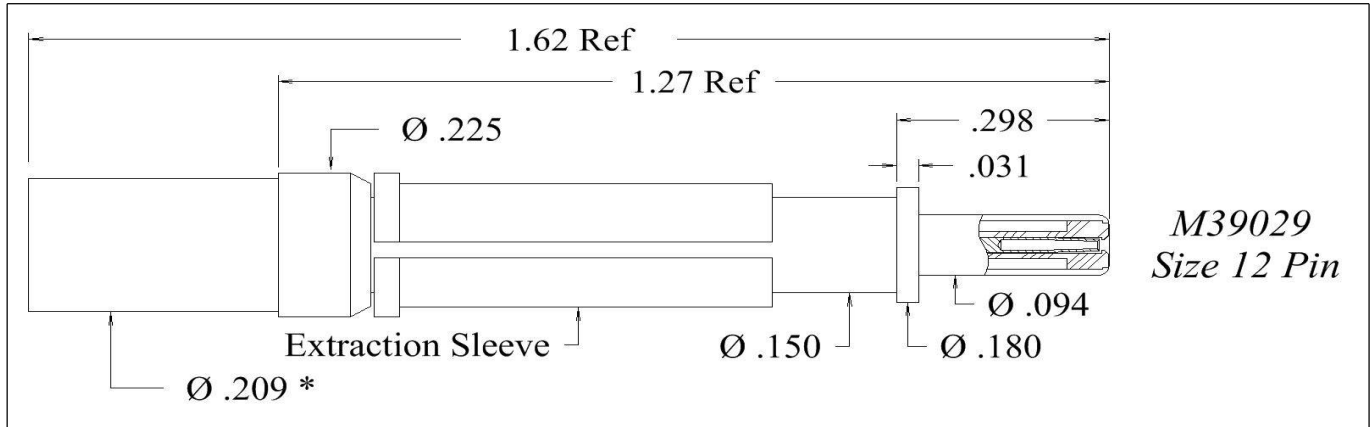 1.62 Ref
1.27 Ref
.298
Ø .225
.031
M39029
Size 12 Pin
Ø .094
Extraction Sleeve
Ø .150
Ø .180
Ø .209 *